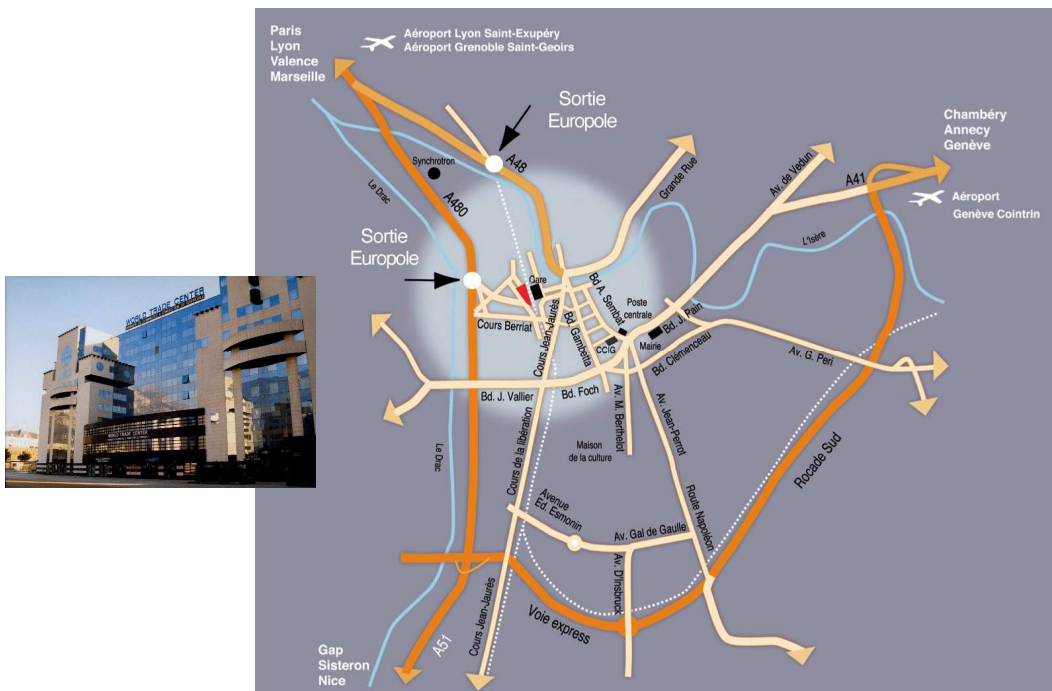 Paris
Lyon
Valence
Marseille
Aéroport Lyon Saint-Exupéry
Aéroport Grenoble Saint-Geoirs
Sortie
Europole
Chambéry
Annecy
Genève
Aéroport
Genève Cointrin
Synchrotron
A48
A480
Le Drac
Grande Rue
Av. de Vedun
A41
L'Isère
Sortie
Europole
Gare
Bd A. Sembat
Poste
centrale
Bd. J. Pain
Mairie
CCIG
Cours Berriat
Cours Jean-Jaurès
Bd. Gambetta
Bd. Clémenceau
Av. G. Peri
Bd. J. Vallier
Bd. Foch
Av. M. Berthelot
Av. Jean-Perrot
Maison
de la culture
Cours de la libération
Le Drac
Rocade Sud
Avenue
Ed. Esmonin
Av. Gal de Gaulle
Route Napoléon
Av. D'Insbruck
Cours Jean-Jaurès
Voie express
A51
Gap
Sisteron
Nice
WORLD TRADE CENTER
WORLD TRADE CENTER